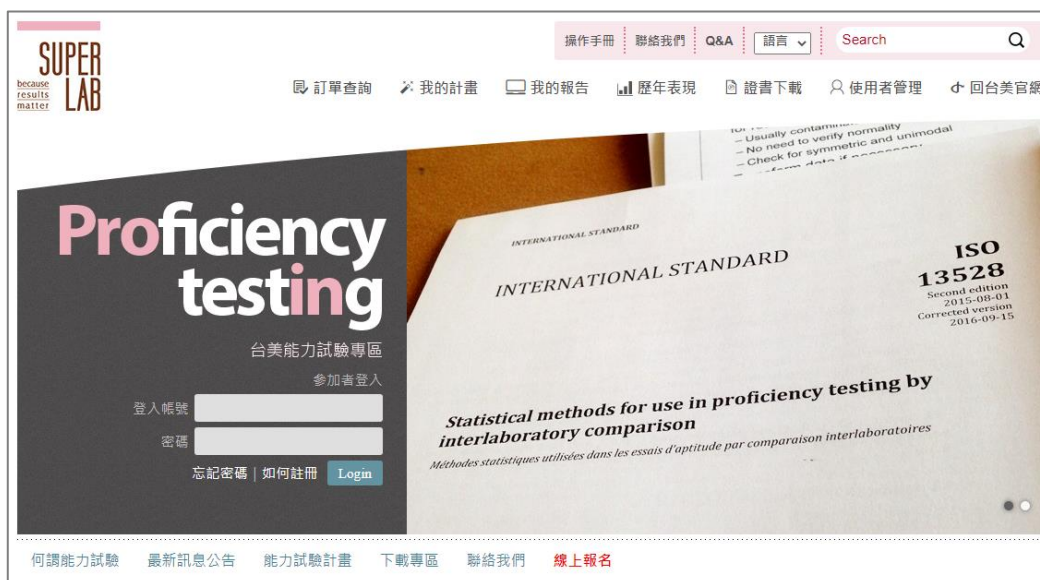 SUPER
LAB
because
results
matter
操作手冊
聯絡我們
Q&A
語言
Search
訂單查詢
我的計畫
我的報告
歷年表現
證書下載
使用者管理
回台美官網
Proficiency
testing
台美能力試驗專區
參加者登入
登入帳號
密碼
忘記密碼 | 如何註冊 Login
– Usually contamin
– No need to verify normality
– Check for symmetric and unimodal
INTERNATIONAL STANDARD
INTERNATIONAL STANDARD
ISO
13528
Second edition
2015-08-01
Corrected version
2016-09-15
Statistical methods for use in proficiency testing by
interlaboratory comparison
Méthodes statistiques utilisées dans les essais d'aptitude par comparaison interlaboratoires
何謂能力試驗
最新訊息公告
能力試驗計畫
下載專區
聯絡我們
線上報名